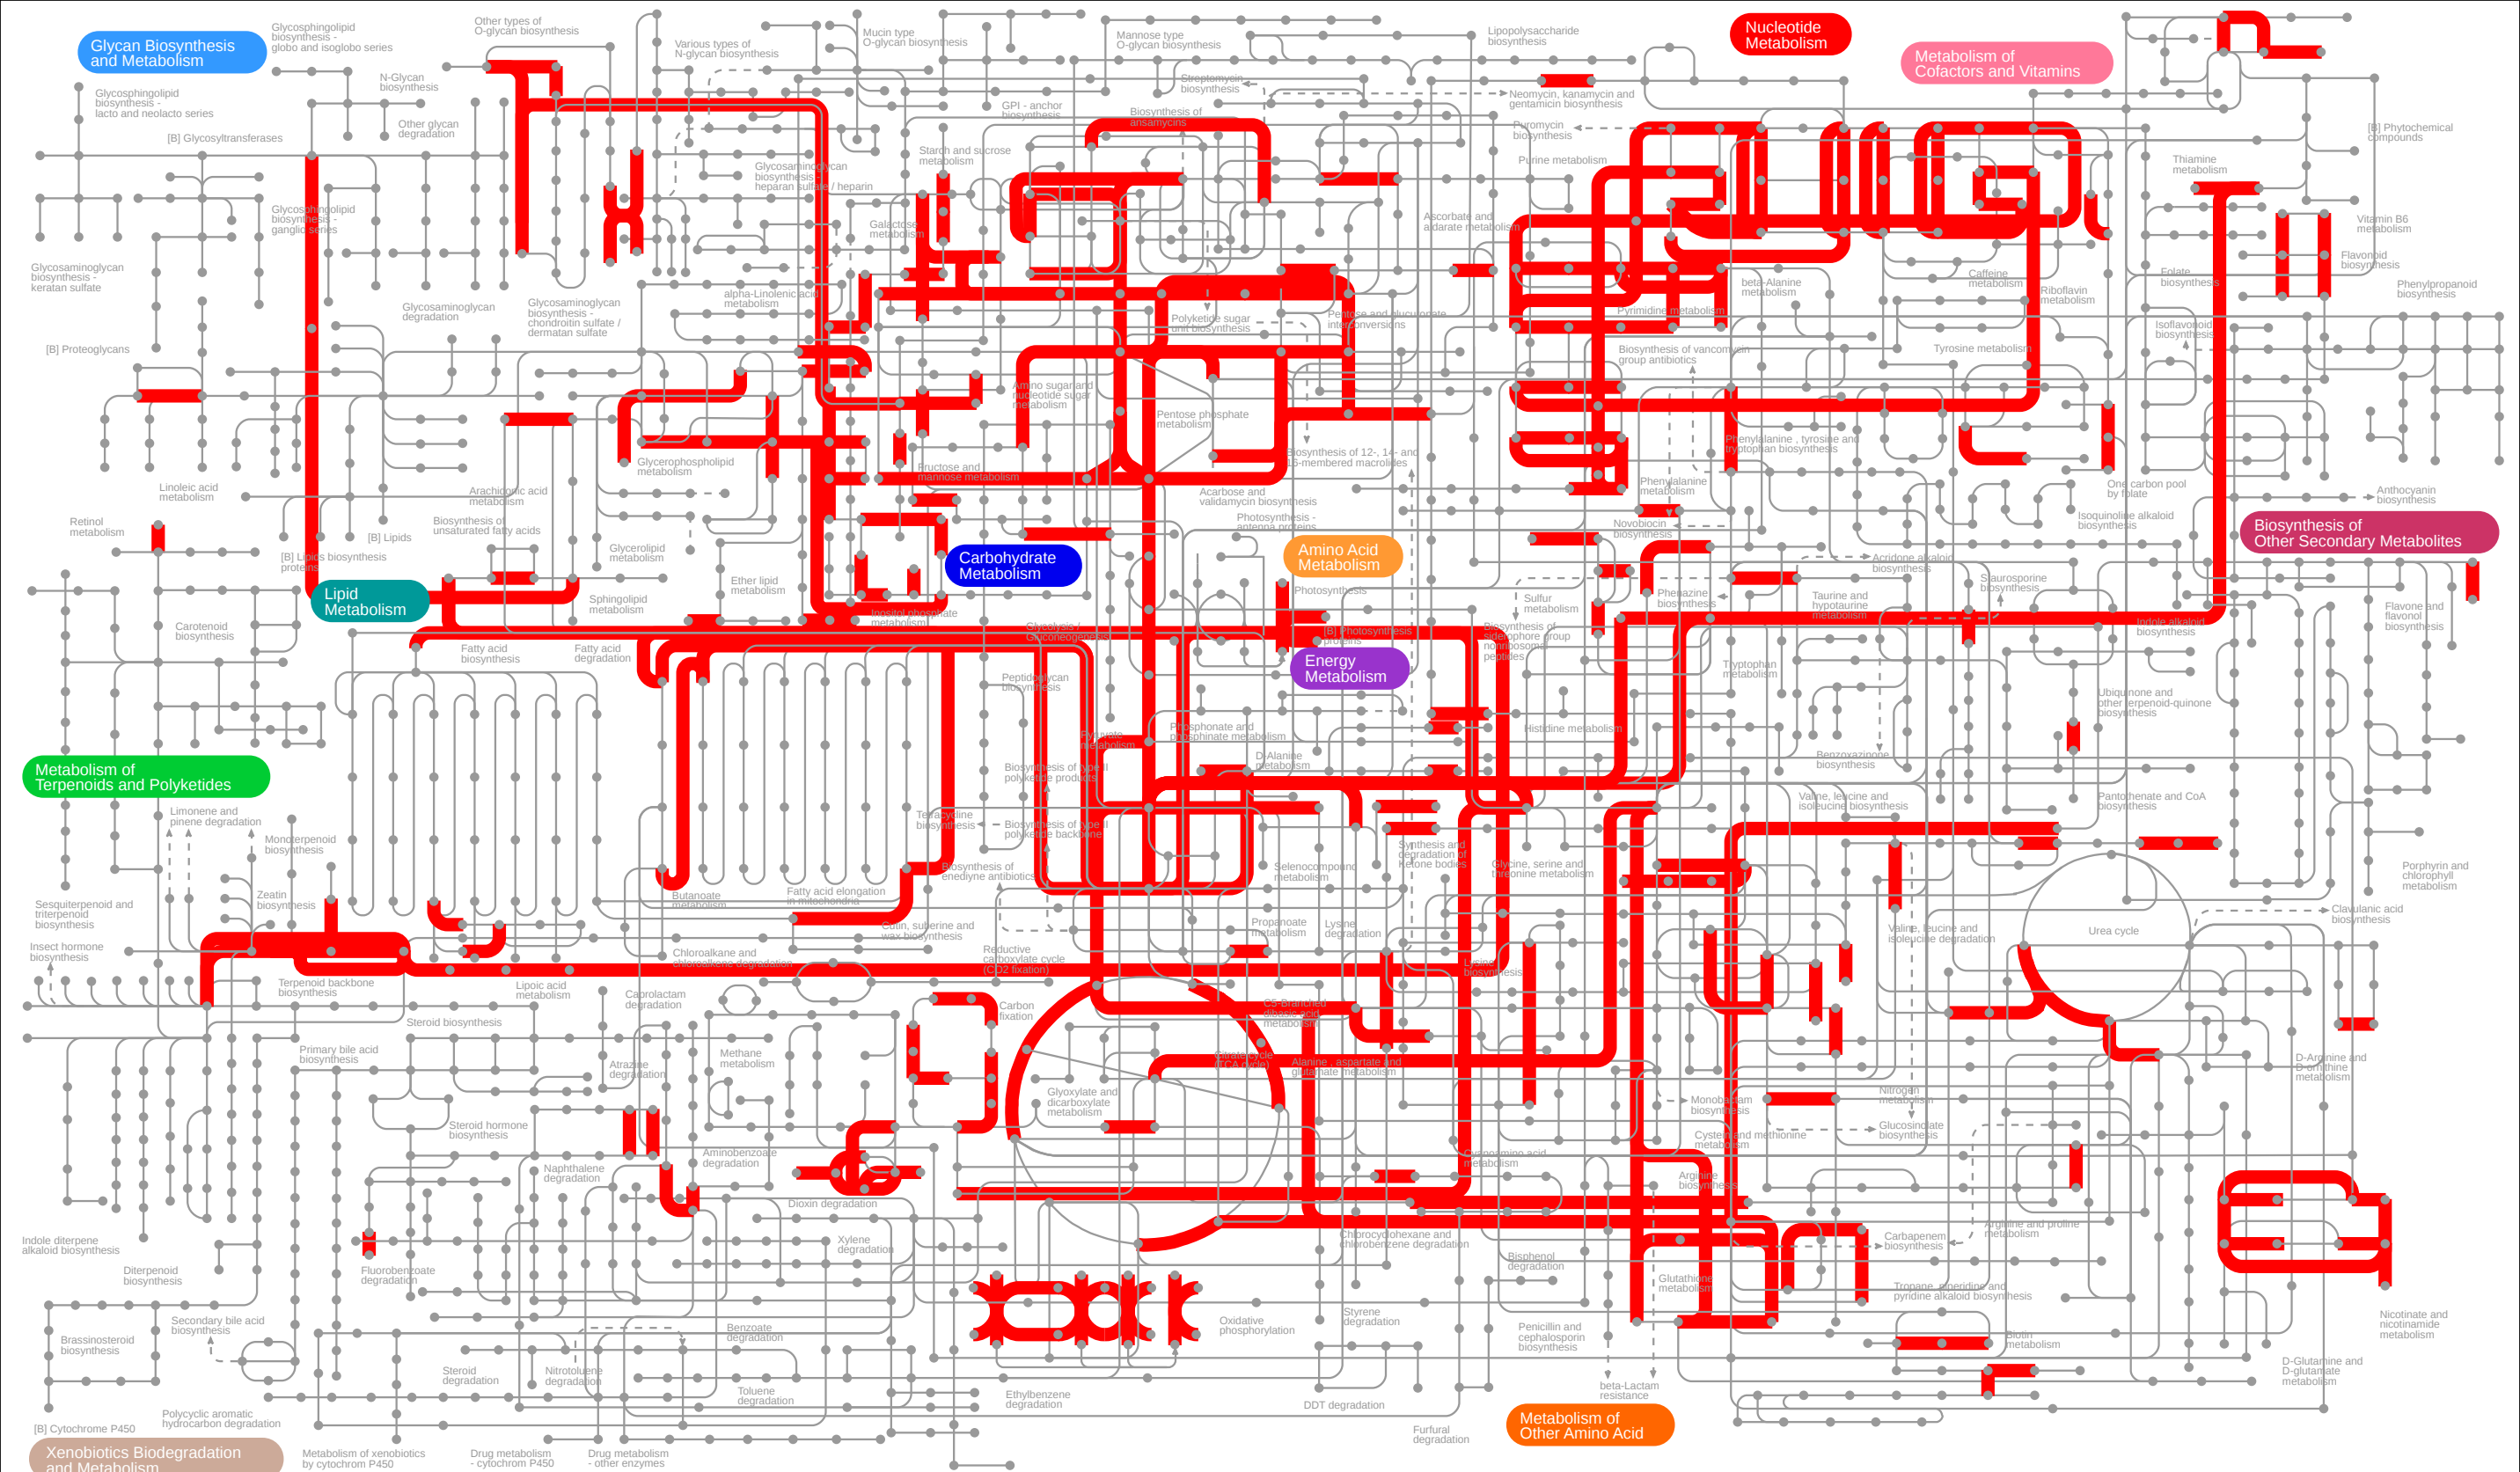 Glycan Biosynthesis
and Metabolism
Glycosphingolipid
biosynthesis -
globo and isoglobo series
Other types of
O-glycan biosynthesis
Various types of
N-glycan biosynthesis
Mucin type
O-glycan biosynthesis
Mannose type
O-glycan biosynthesis
Lipopolysaccharide
biosynthesis
Nucleotide
Metabolism
Metabolism of
Cofactors and Vitamins
N-Glycan
biosynthesis
Glycosphingolipid
biosynthesis -
lacto and neolacto series
Other glycan
degradation
[B] Glycosyltransferases
GPI - anchor
biosynthesis
Streptomycin
biosynthesis
Biosynthesis of
ansamycins
Neomycin, kanamycin and
gentamicin biosynthesis
Puromycin
biosynthesis
Purine metabolism
[B] Phytochemical
compounds
Thiamine
metabolism
Starch and sucrose
metabolism
Glycosaminoglycan
biosynthesis -
heparan sulfate / heparin
Glycosphingolipid
biosynthesis -
ganglio series
Galactose
metabolism
Ascorbate and
aldarate metabolism
Vitamin B6
metabolism
Flavonoid
biosynthesis
Glycosaminoglycan
biosynthesis -
keratan sulfate
Glycosaminoglycan
degradation
Glycosaminoglycan
biosynthesis -
chondroitin sulfate /
dermatan sulfate
alpha-Linolenic acid
metabolism
Polyketide sugar
unit biosynthesis
Pentose and glucuronate
interconversions
beta-Alanine
metabolism
Caffeine
metabolism
Riboflavin
metabolism
Folate
biosynthesis
Phenylpropanoid
biosynthesis
Pyrimidine metabolism
Isoflavonoid
biosynthesis
[B] Proteoglycans
Biosynthesis of vancomycin
group antibiotics
Tyrosine metabolism
Amino sugar and
nucleotide sugar
metabolism
Pentose phosphate
metabolism
Phenylalanine , tyrosine and
tryptophan biosynthesis
Biosynthesis of 12-, 14- and
16-membered macrolides
Glycerophospholipid
metabolism
Fructose and
mannose metabolism
Linoleic acid
metabolism
Arachidonic acid
metabolism
Acarbose and
validamycin biosynthesis
Phenylalanine
metabolism
One carbon pool
by folate
Anthocyanin
biosynthesis
Retinol
metabolism
Biosynthesis of
unsaturated fatty acids
[B] Lipids
Photosynthesis -
antenna proteins
Novobiocin
biosynthesis
Isoquinoline alkaloid
biosynthesis
Biosynthesis of
Other Secondary Metabolites
[B] Lipids biosynthesis
proteins
Glycerolipid
metabolism
Carbohydrate
Metabolism
Amino Acid
Metabolism
Acridone alkaloid
biosynthesis
Lipid
Metabolism
Ether lipid
metabolism
Sphingolipid
metabolism
Inositol phosphate
metabolism
Photosynthesis
Sulfur
metabolism
Phenazine
biosynthesis
Taurine and
hypotaurine
metabolism
Staurosporine
biosynthesis
Flavone and
flavonol
biosynthesis
Carotenoid
biosynthesis
Glycolysis /
Gluconeogenesis
[B] Photosynthesis
proteins
Biosynthesis of
siderophore group
nonribosomal
peptides
Indole alkaloid
biosynthesis
Fatty acid
biosynthesis
Fatty acid
degradation
Energy
Metabolism
Tryptophan
metabolism
Peptidoglycan
biosynthesis
Ubiquinone and
other terpenoid-quinone
biosynthesis
Phosphonate and
phosphinate metabolism
Histidine metabolism
Pyruvate
metabolism
D-Alanine
metabolism
Benzoxazinone
biosynthesis
Metabolism of
Terpenoids and Polyketides
Biosynthesis of type II
polyketide products
Limonene and
pinene degradation
Tetracycline
biosynthesis
Biosynthesis of type II
polyketide backbone
Valine, leucine and
isoleucine biosynthesis
Pantothenate and CoA
biosynthesis
Monoterpenoid
biosynthesis
Synthesis and
degradation of
Ketone bodies
Biosynthesis of
enediyne antibiotics
Selenocompound
metabolism
Glycine, serine and
threonine metabolism
Porphyrin and
chlorophyll
metabolism
Zeatin
biosynthesis
Butanoate
metabolism
Fatty acid elongation
in mitochondria
Sesquiterpenoid and
triterpenoid
biosynthesis
Cutin, suberine and
wax biosynthesis
Propanoate
metabolism
Lysine
degradation
Valine, leucine and
isoleucine degradation
Urea cycle
Clavulanic acid
biosynthesis
Insect hormone
biosynthesis
Chloroalkane and
chloroalkene degradation
Reductive
carboxylate cycle
(CO2 fixation)
Lysine
biosynthesis
Terpenoid backbone
biosynthesis
Lipoic acid
metabolism
Caprolactam
degradation
Carbon
fixation
C5-Branched
dibasic acid
metabolism
Steroid biosynthesis
Primary bile acid
biosynthesis
Atrazine
degradation
Methane
metabolism
Citrate cycle
(TCA cycle)
Alanine , aspartate and
glutamate metabolism
D-Arginine and
D-ornithine
metabolism
Glyoxylate and
dicarboxylate
metabolism
Monobactam
biosynthesis
Nitrogen
metabolism
Steroid hormone
biosynthesis
Glucosinolate
biosynthesis
Cystein and methionine
metabolism
Aminobenzoate
degradation
Cyanoamino acid
metabolism
Naphthalene
degradation
Arginine
biosynthesis
Dioxin degradation
Indole diterpene
alkaloid biosynthesis
Xylene
degradation
Chlorocyclohexane and
chlorobenzene degradation
Carbapenem
biosynthesis
Arginine and proline
metabolism
Diterpenoid
biosynthesis
Fluorobenzoate
degradation
Bisphenol
degradation
Glutathione
metabolism
Tropane, piperidine and
pyridine alkaloid biosynthesis
Secondary bile acid
biosynthesis
Brassinosteroid
biosynthesis
Benzoate
degradation
Oxidative
phosphorylation
Styrene
degradation
Penicillin and
cephalosporin
biosynthesis
Biotin
metabolism
Nicotinate and
nicotinamide
metabolism
Steroid
degradation
Nitrotoluene
degradation
Toluene
degradation
Ethylbenzene
degradation
DDT degradation
beta-Lactam
resistance
D-Glutamine and
D-glutamate
metabolism
[B] Cytochrome P450
Polycyclic aromatic
hydrocarbon degradation
Metabolism of
Other Amino Acid
Furfural
degradation
Xenobiotics Biodegradation
and Metabolism
Metabolism of xenobiotics
by cytochrom P450
Drug metabolism
- cytochrom P450
Drug metabolism
- other enzymes